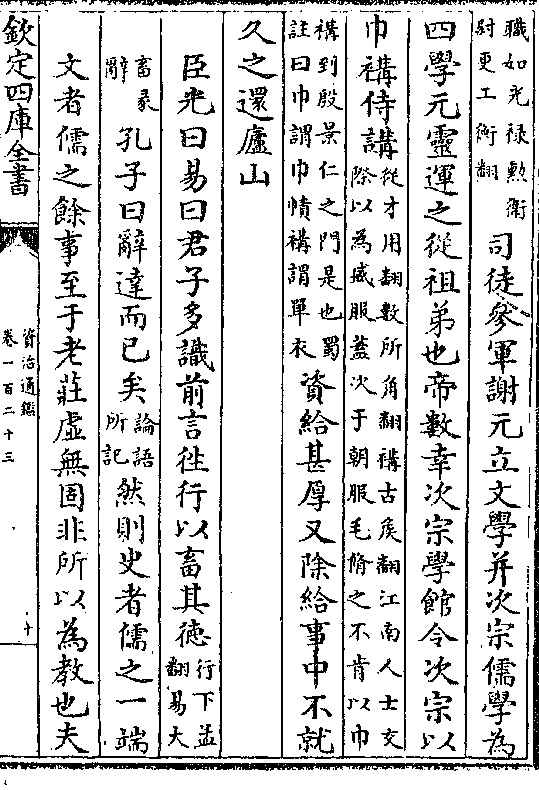 職如光禄勲衛
尉更工衡翻
司徒參軍謝元立文學并次宗儒學為
四學元靈運之從祖弟也帝數幸次宗學館令次宗以
巾褠侍講
從才用翻數所角翻褠古矦翻江南人士交
際以為盛服蓋次于朝服毛脩之不肯以巾
褠到殷景仁之門是也蜀
註曰巾謂巾幘褠謂單衣
資給甚厚又除給事中不就
久之還廬山
臣光曰易曰君子多識前言徃行以畜其徳
行下孟
翻易大
畜彖
辭
孔子曰辭達而已矣
論語
所記
然則史者儒之一端
文者儒之餘事至于老莊虛無固非所以為教也夫
欽定四庫全書
資治通鑑
卷一百二十三
十